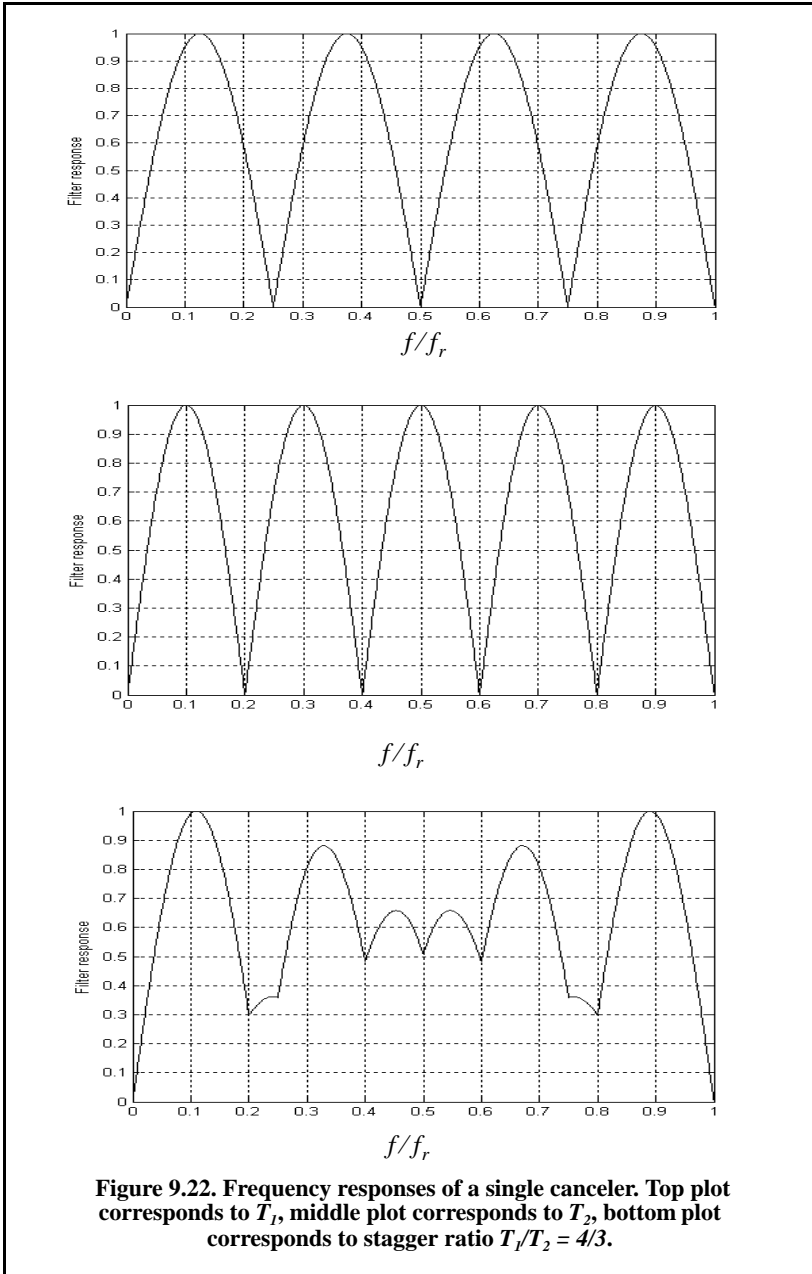 1
0.9
0.8
0.7
0.6
0.5
0.4
0.3
0.2
0.1
0
Filter response
0 0.1 0.2 0.3 0.4 0.5 0.6 0.7 0.8 0.9 1
f/f_r
1
0.9
0.8
0.7
0.6
0.5
0.4
0.3
0.2
0.1
0
Filter response
0 0.1 0.2 0.3 0.4 0.5 0.6 0.7 0.8 0.9 1
f/f_r
1
0.9
0.8
0.7
0.6
0.5
0.4
0.3
0.2
0.1
0
Filter response
0 0.1 0.2 0.3 0.4 0.5 0.6 0.7 0.8 0.9 1
f/f_r
Figure 9.22. Frequency responses of a single canceler. Top plot
corresponds to T_1, middle plot corresponds to T_2, bottom plot
corresponds to stagger ratio T_1/T_2 = 4/3.